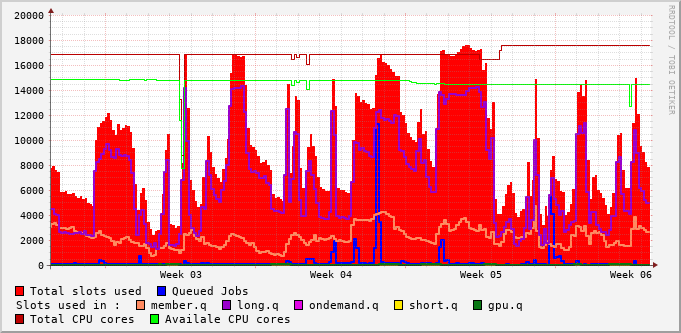 RRDTOOL / TOBI OETIKER
20000
18000
16000
14000
12000
10000
8000
6000
4000
2000
0
Week 03 Week 04 Week 05 Week 06
Total slots used Queued Jobs
Slots used in : member.q long.q ondemand.q short.q gpu.q
Total CPU cores Availale CPU cores